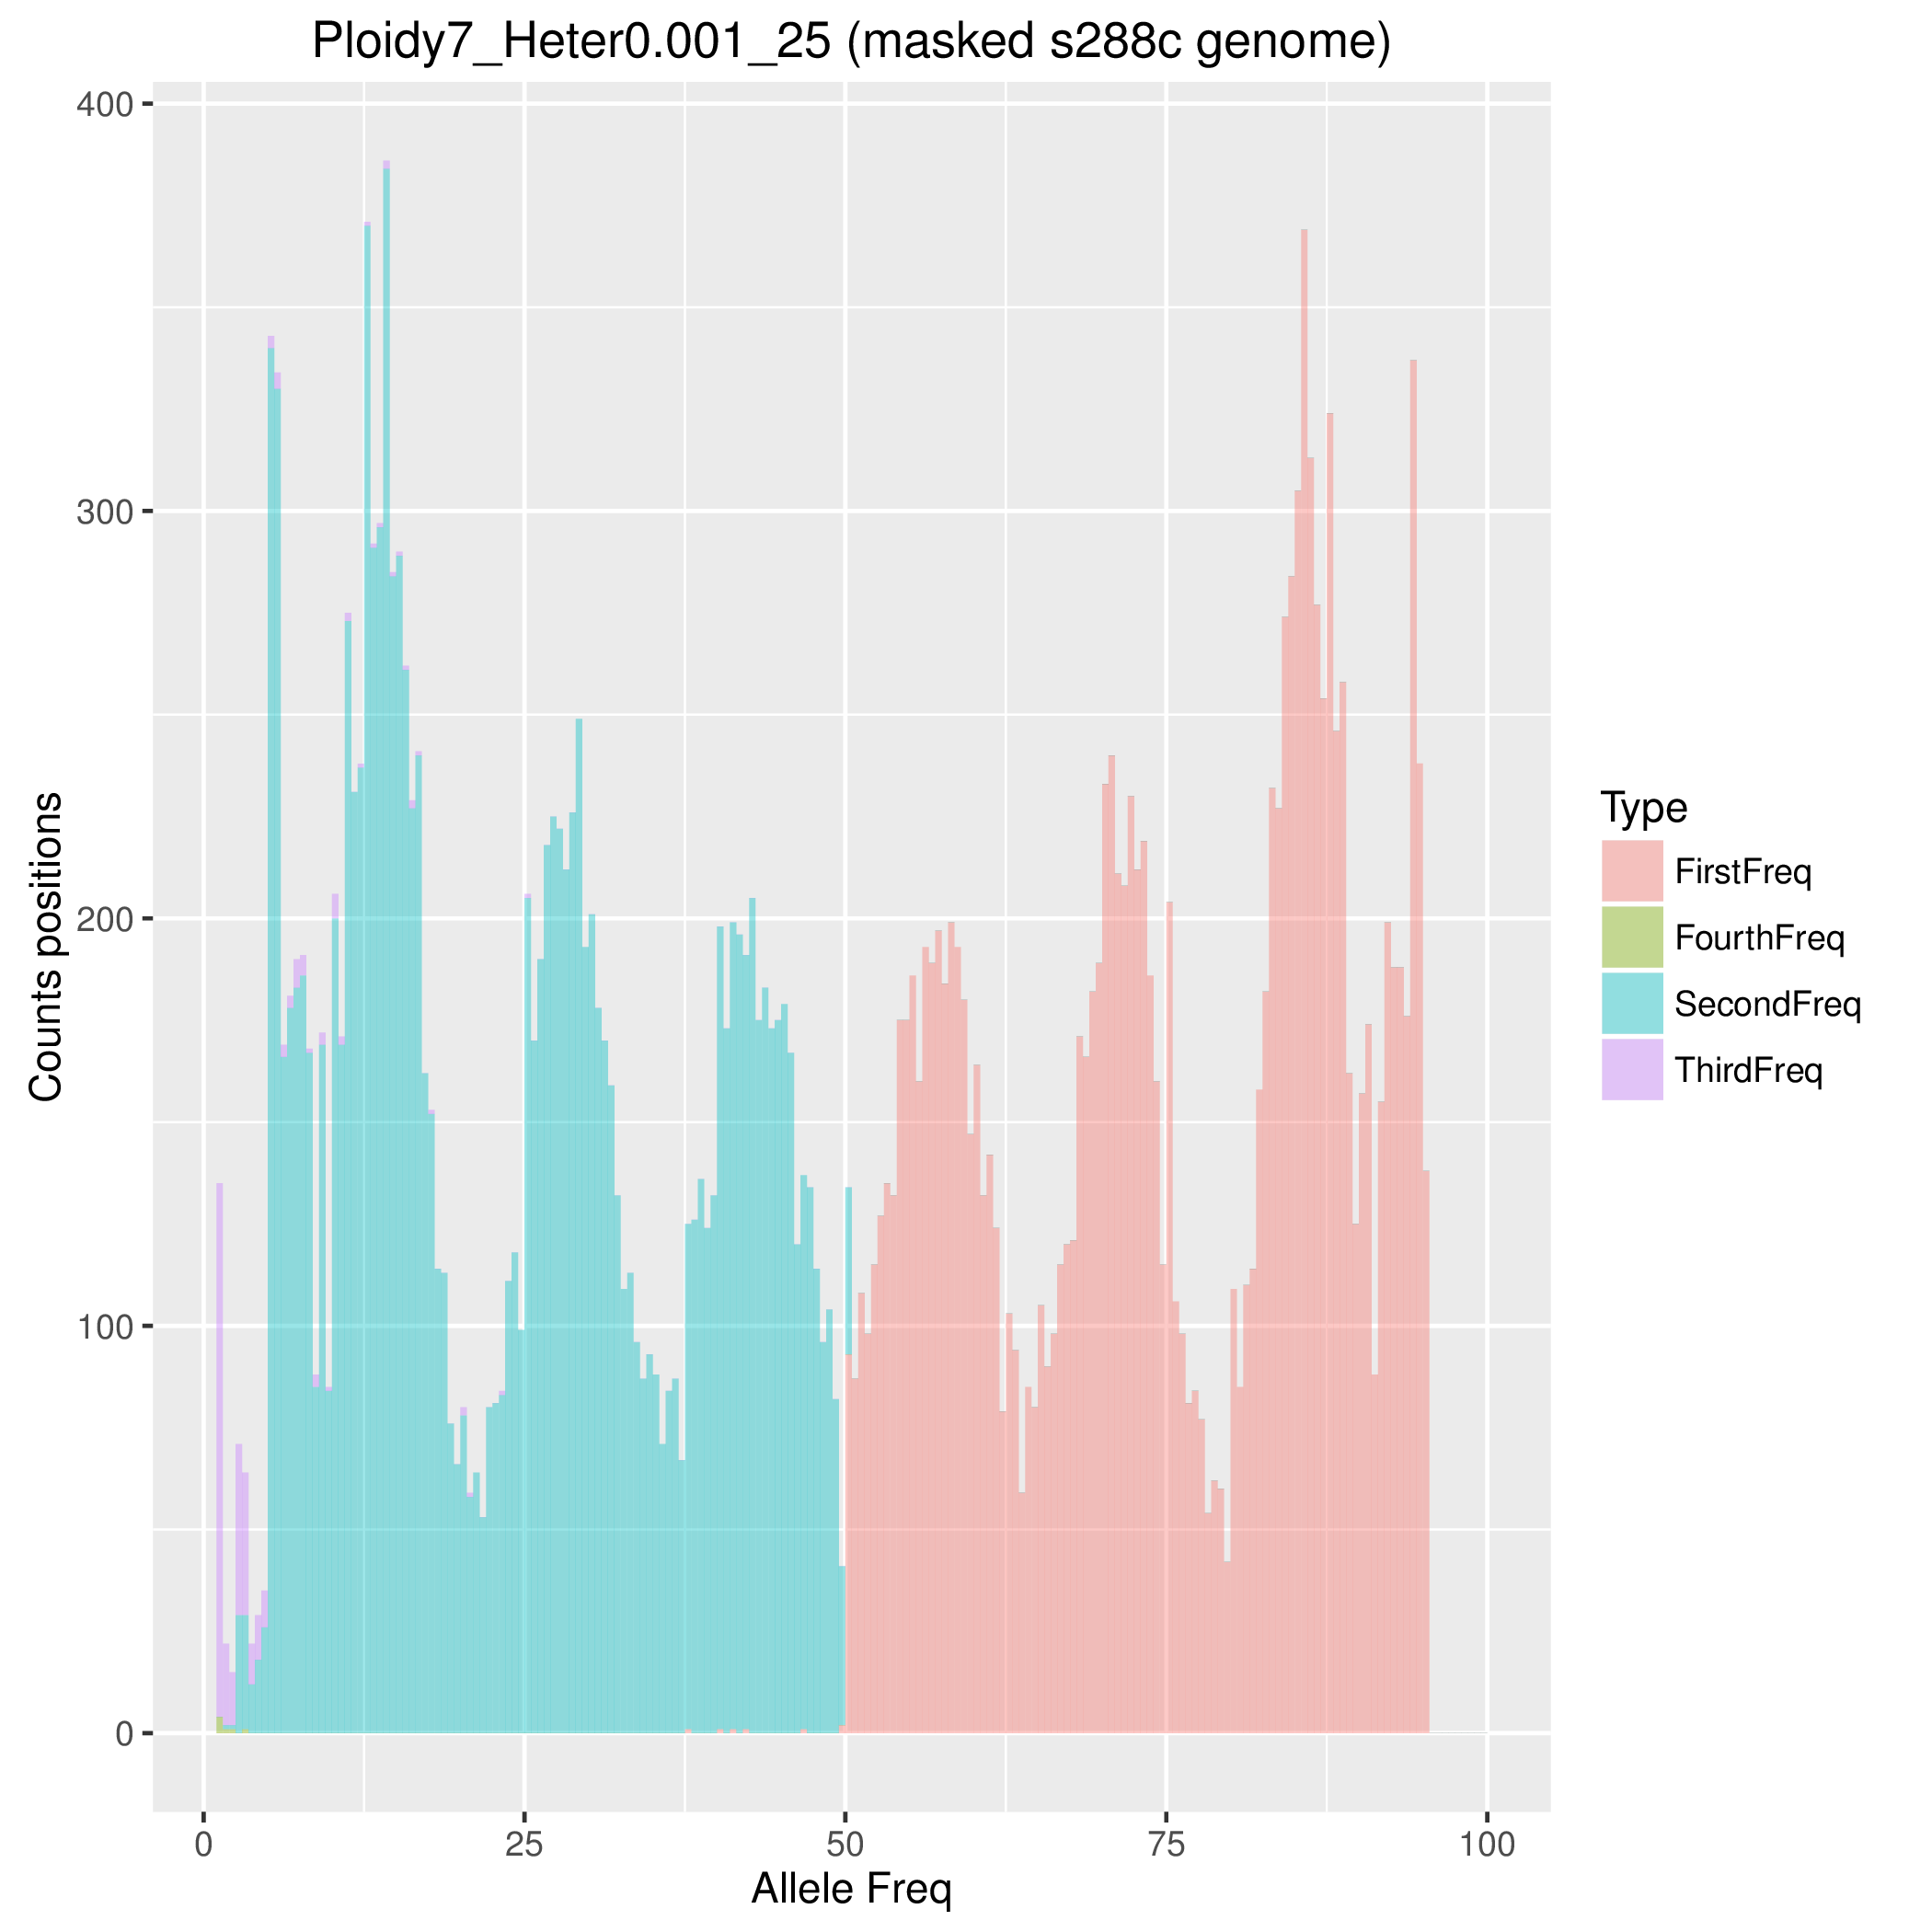 Ploidy7_Heter0.001_25 (masked s288c genome)
400
300
200
100
0
Counts positions
0 25 50 75 100
Allele Freq
Type
FirstFreq
FourthFreq
SecondFreq
ThirdFreq